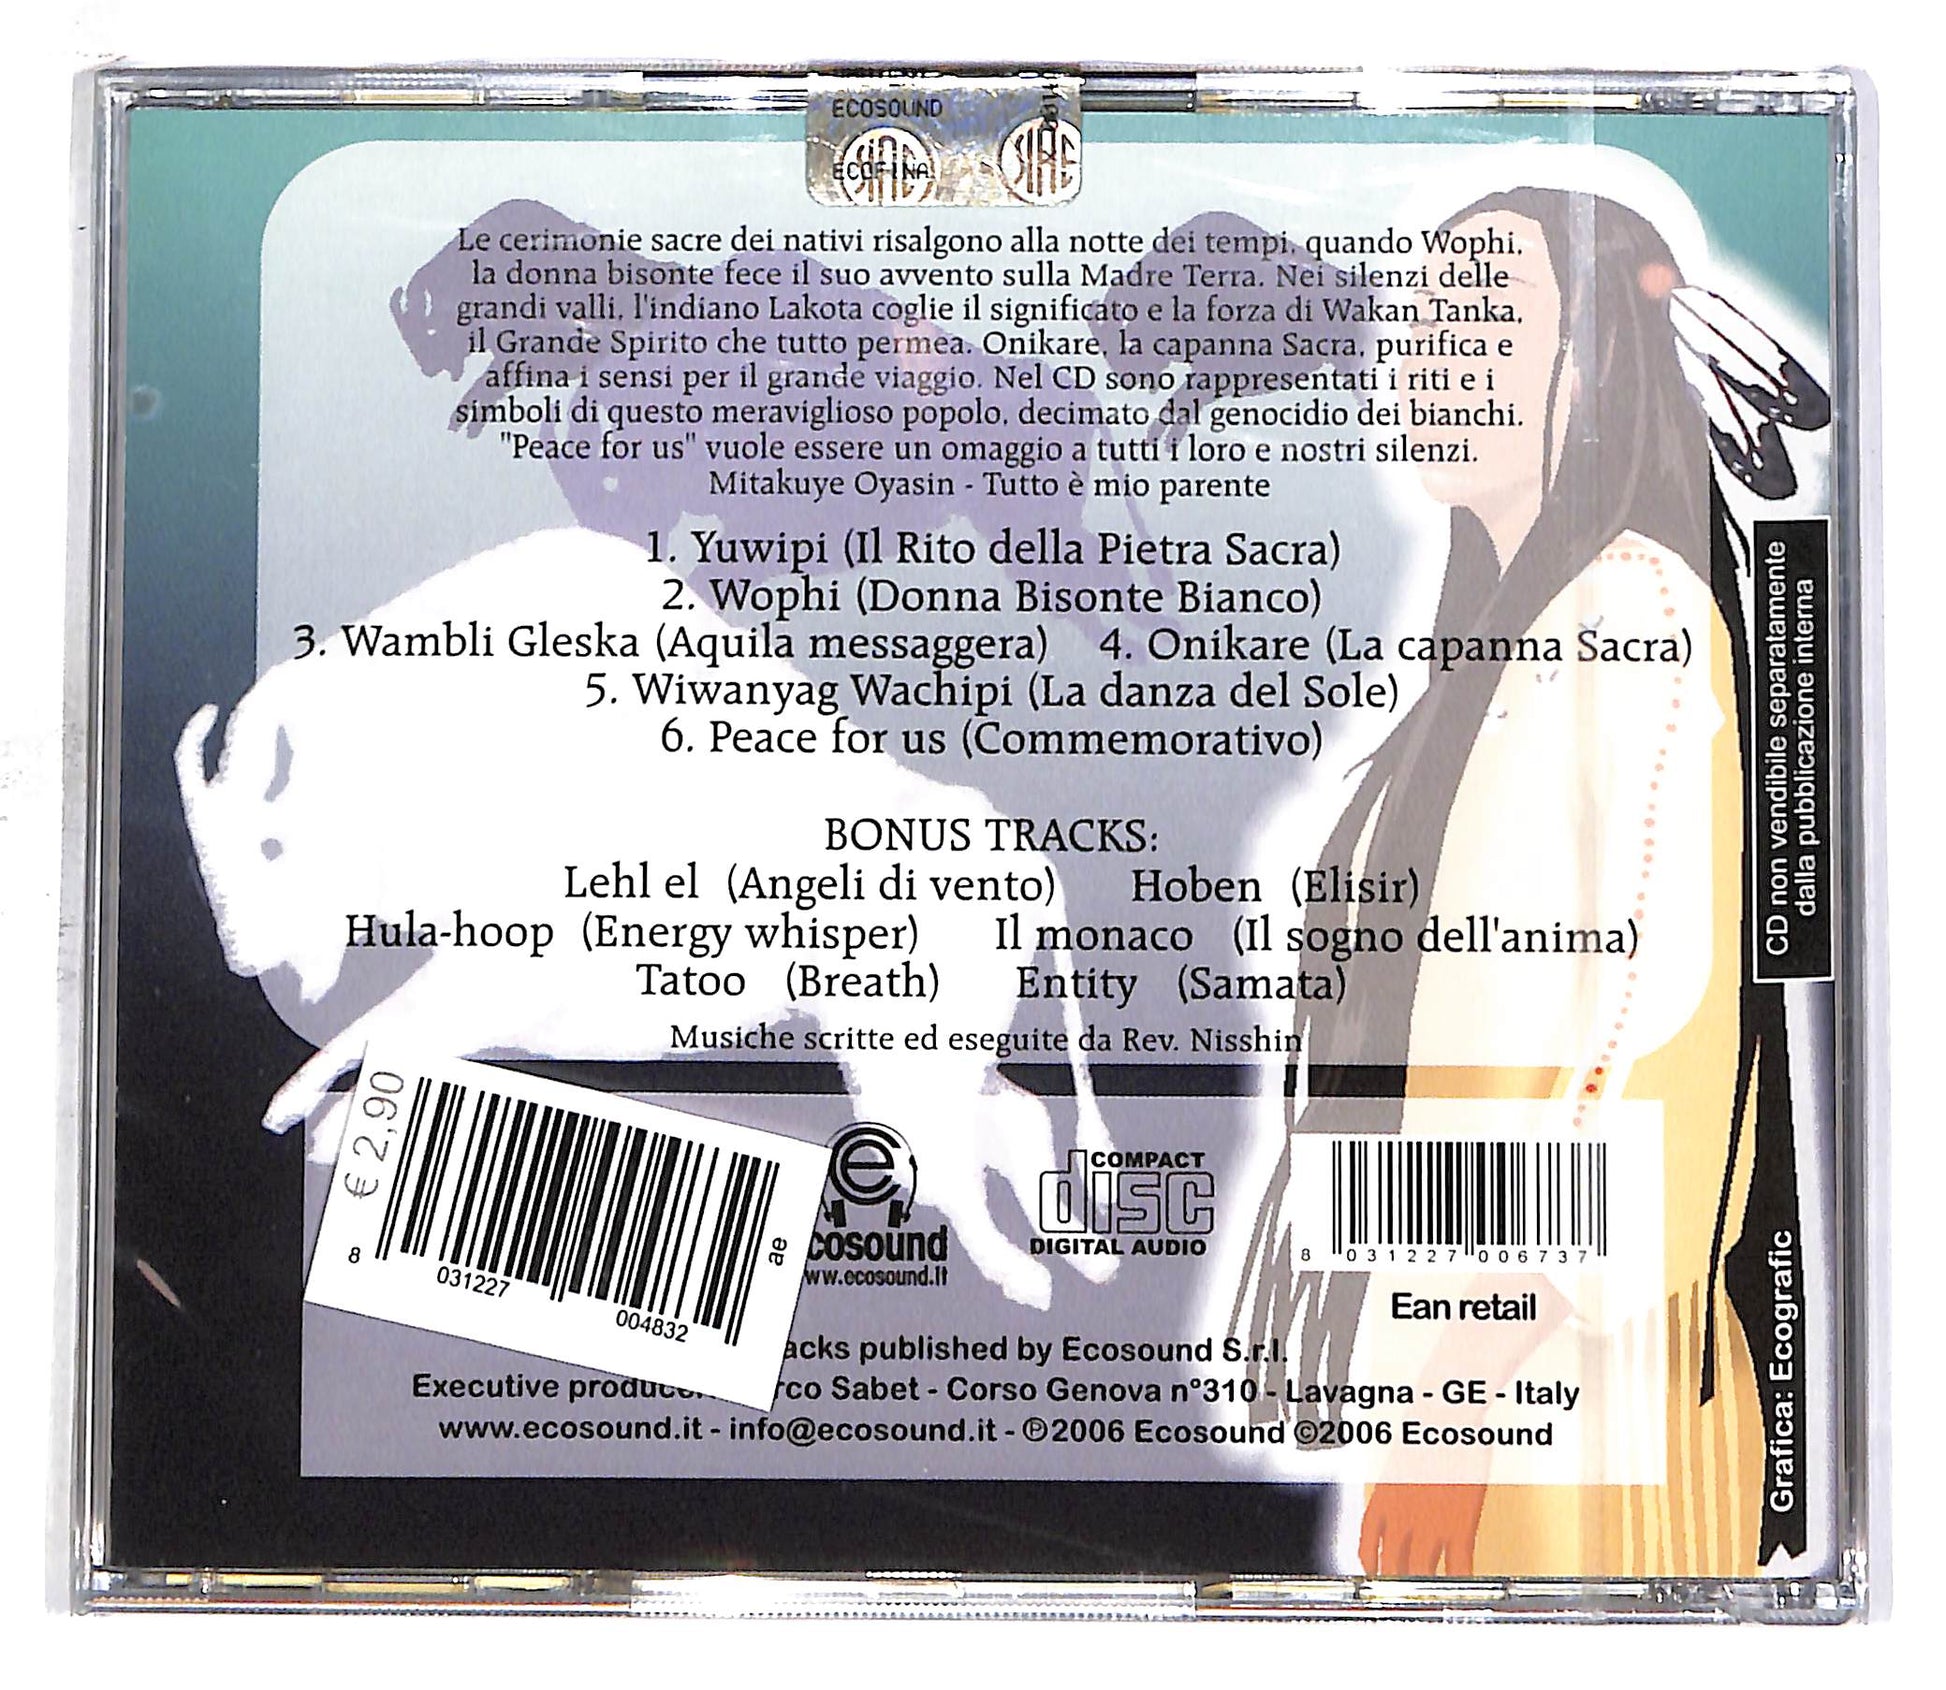 ECOSOUND
SIAE
ECOFINA
SIAE
Le cerimonie sacre dei nativi risalgono alla notte dei tempi, quando Wophi,
la donna bisonte fece il suo avvento sulla Madre Terra. Nei silenzi delle
grandi valli, l'indiano Lakota coglie il significato e la forza di Wakan Tanka,
il Grande Spirito che tutto permea. Onikare, la capanna Sacra, purifica e
affina i sensi per il grande viaggio. Nel CD sono rappresentati i riti e i
simboli di questo meraviglioso popolo, decimato dal genocidio dei bianchi.
"Peace for us" vuole essere un omaggio a tutti i loro e nostri silenzi.
Mitakuye Oyasin - Tutto è mio parente
1. Yuwipi (Il Rito della Pietra Sacra)
2. Wophi (Donna Bisonte Bianco)
3. Wambli Gleska (Aquila messaggera) 4. Onikare (La capanna Sacra)
5. Wiwanyag Wachipi (La danza del Sole)
6. Peace for us (Commemorativo)
BONUS TRACKS:
Lehl el (Angeli di vento) Hoben (Elisir)
Hula-hoop (Energy whisper) Il monaco (Il sogno dell'anima)
Tatoo (Breath) Entity (Samata)
Musiche scritte ed eseguite da Rev. Nisshin
CD non vendibile separatamente
dalla pubblicazione interna
€ 2,90
8 031227 004832
ae
e
cosound
ww.ecosound.it
COMPACT
disc
DIGITAL AUDIO
8 031227 006737
Ean retail
acks published by Ecosound S.r.l.
Executive produc rco Sabet - Corso Genova n°310 - Lavagna - GE - Italy
www.ecosound.it - info@ecosound.it - ℗2006 Ecosound ©2006 Ecosound
Grafica: Ecografic